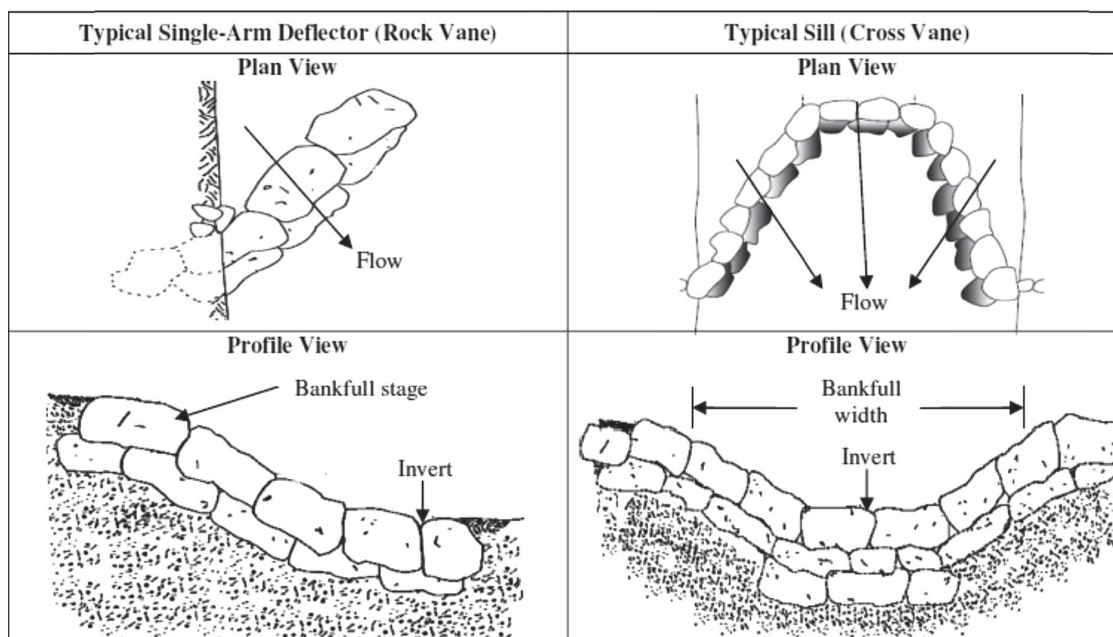 Typical Single-Arm Deflector (Rock Vane)
Typical Sill (Cross Vane)
Plan View
Flow
Plan View
Flow
Profile View
Bankfull stage
Invert
Profile View
Bankfull
width
Invert